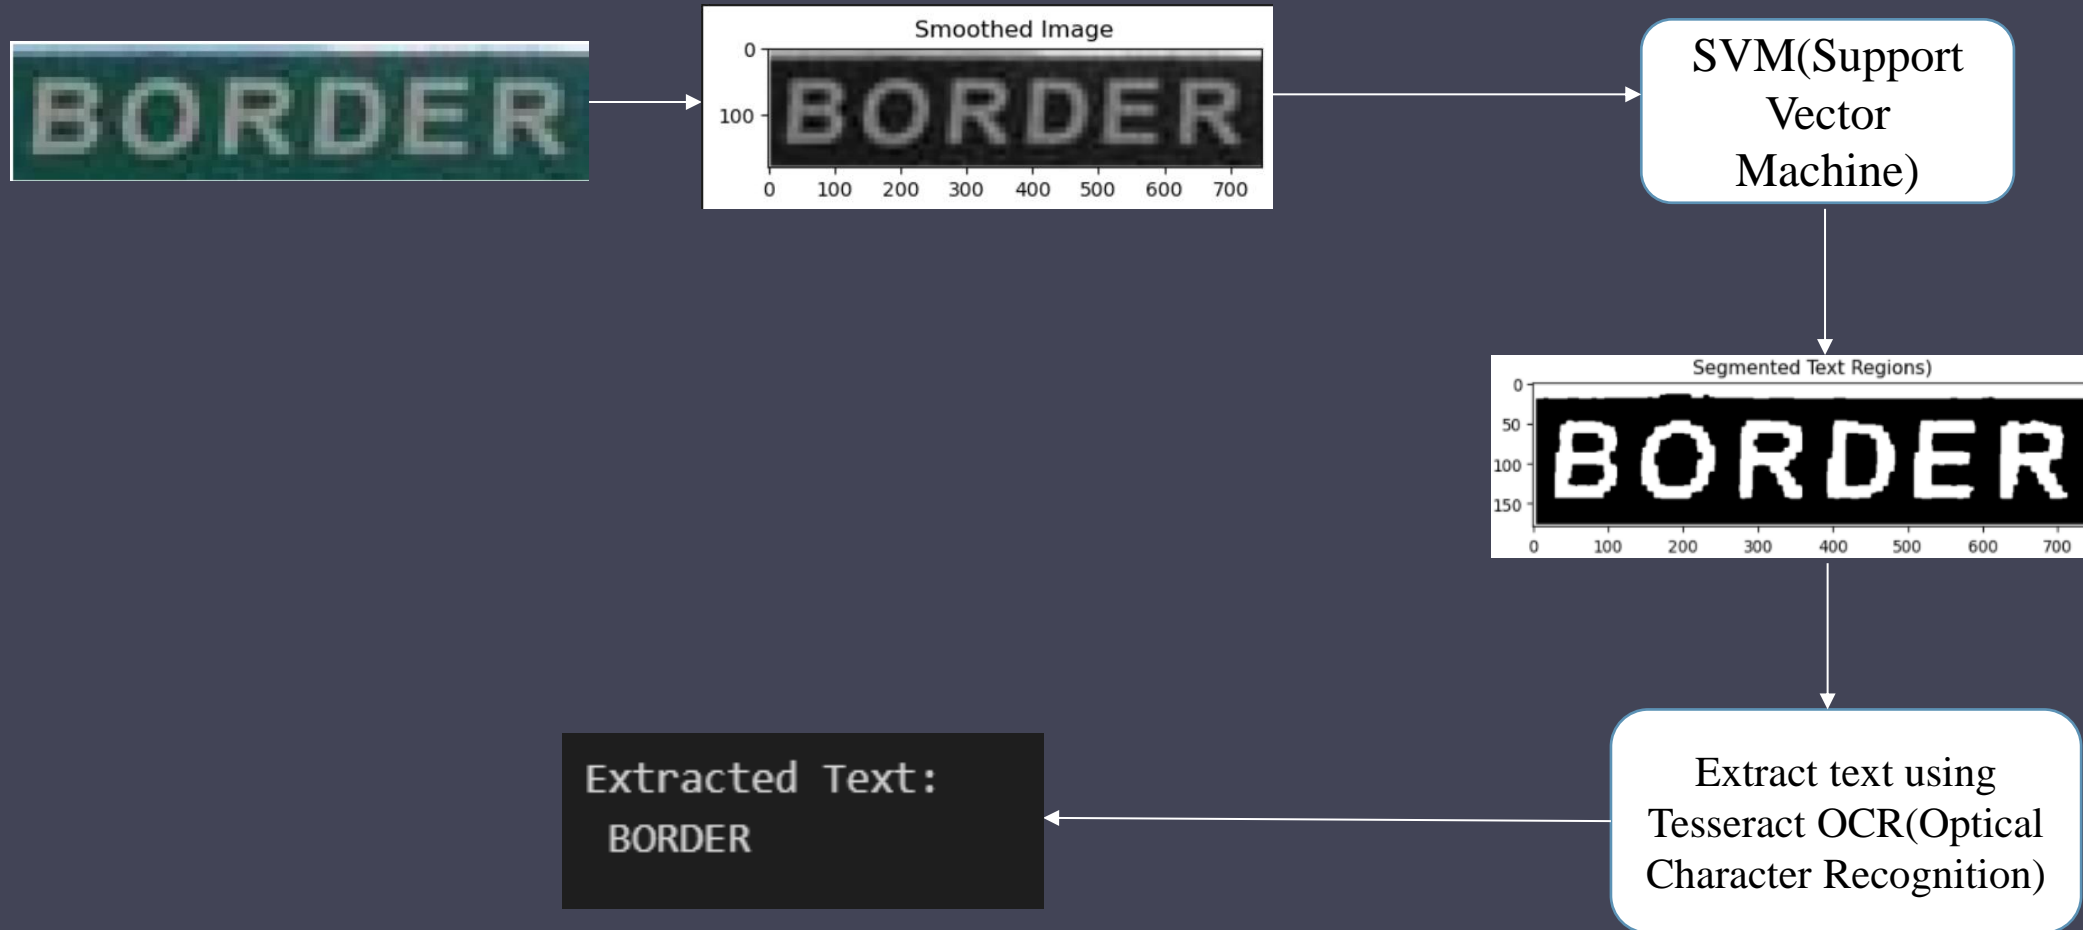 BORDER
Smoothed Image
0
BORDER
100
0 100 200 300 400 500 600 700
SVM(Support
Vector
Machine)
Segmented Text Regions)
0
50
BORDER
100
150
0 100 200 300 400 500 600 700
Extract text using
Tesseract OCR(Optical
Character Recognition)
Extracted Text:
BORDER